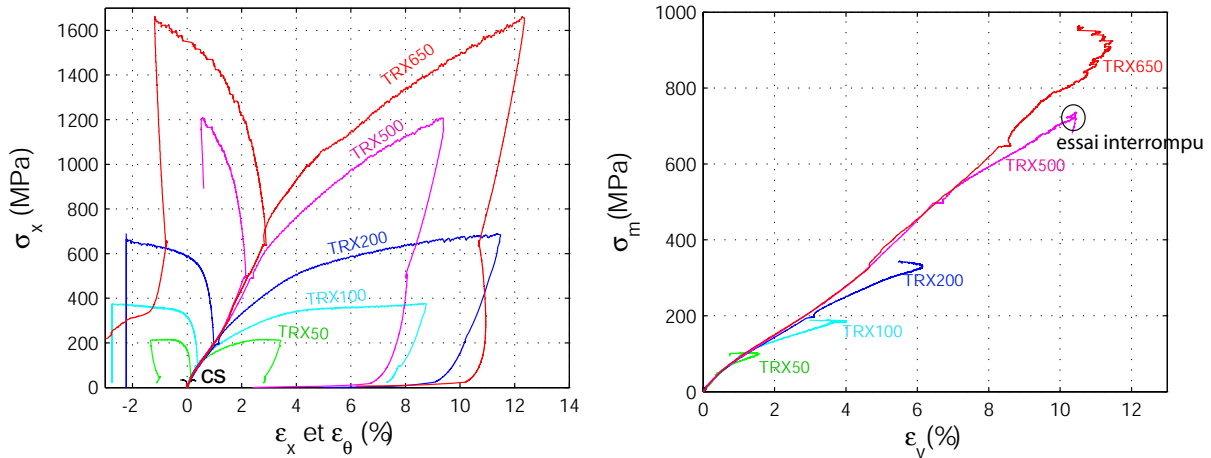 1600
1400
1200
1000
800
600
400
200
0
σx (MPa)
TRX650
TRX500
TRX200
TRX100
TRX50
CS
-2 0 2 4 6 8 10 12 14
εx et εθ (%)
1000
800
600
400
200
0
σm (MPa)
TRX650
essai interrompu
TRX500
TRX200
TRX100
TRX50
0 2 4 6 8 10 12
εv (%)